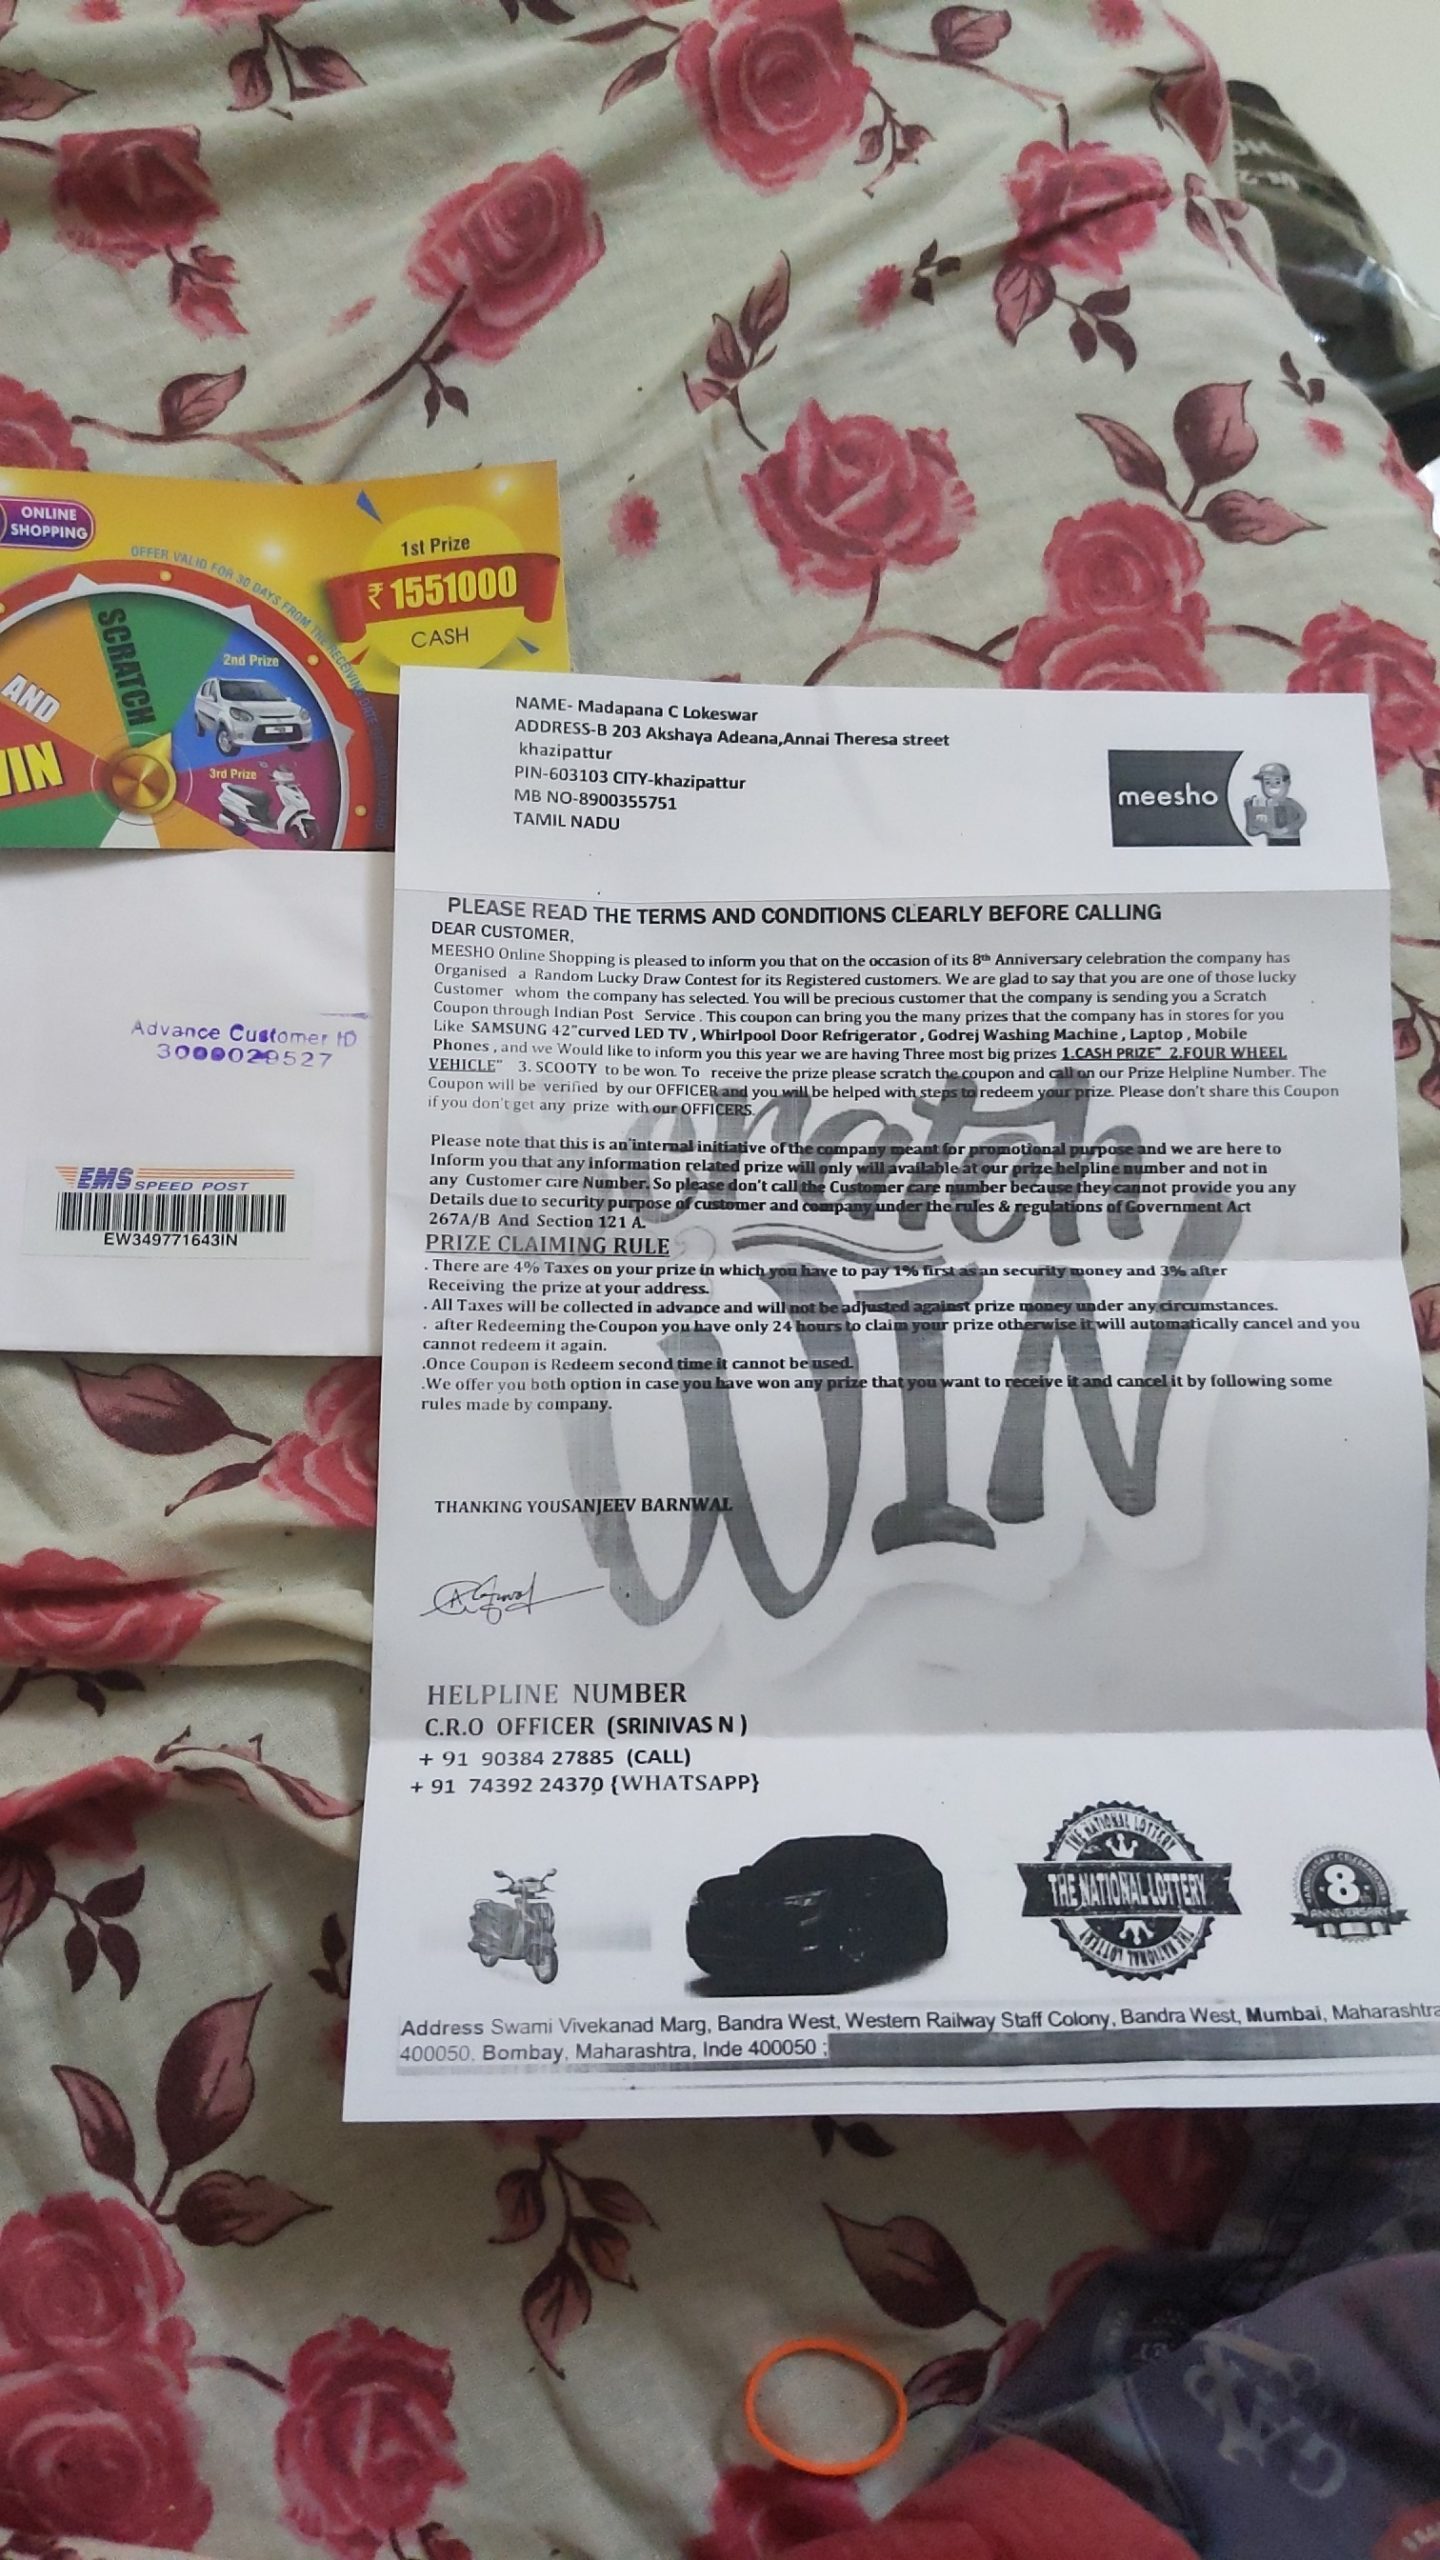 ONLINE
SHOPPING
OFFER VALID FOR 30 DAYS FROM THE RECEIVING DATE OF
1st Prize
₹ 1551000
CASH
SCRATCH
AND
WIN
2nd Prize
3rd Prize
Advance Customer ID
3000029527
EMS SPEED POST
EW349771643IN
NAME- Madapana C Lokeswar
ADDRESS-B 203 Akshaya Adeana,Annai Theresa street
khazipattur
PIN-603103 CITY-khazipattur
MB NO-8900355751
TAMIL NADU
meesho
PLEASE READ THE TERMS AND CONDITIONS CLEARLY BEFORE CALLING
DEAR CUSTOMER,
MEESHO Online Shopping is pleased to inform you that on the occasion of its 8th Anniversary celebration the company has
Organised a Random Lucky Draw Contest for its Registered customers. We are glad to say that you are one of those lucky
Customer whom the company has selected. You will be precious customer that the company is sending you a Scratch
Coupon through Indian Post Service . This coupon can bring you the many prizes that the company has in stores for you
Like SAMSUNG 42"curved LED TV , Whirlpool Door Refrigerator , Godrej Washing Machine , Laptop , Mobile
Phones , and we Would like to inform you this year we are having Three most big prizes 1.CASH PRIZE" 2.FOUR WHEEL
VEHICLE" 3. SCOOTY to be won. To receive the prize please scratch the coupon and call on our Prize Helpline Number. The
Coupon will be verified by our OFFICER and you will be helped with steps to redeem your prize. Please don't share this Coupon
if you don't get any prize with our OFFICERS.
Please note that this is an internal initiative of the company meant for promotional purpose and we are here to
Inform you that any information related prize will only will available at our prize helpline number and not in
any Customer care Number. So please don't call the Customer care number because they cannot provide you any
Details due to security purpose of customer and company under the rules & regulations of Government Act
267A/B And Section 121 A.
PRIZE CLAIMING RULE
. There are 4% Taxes on your prize in which you have to pay 1% first as an security money and 3% after
Receiving the prize at your address.
. All Taxes will be collected in advance and will not be adjusted against prize money under any circumstances.
. after Redeeming the Coupon you have only 24 hours to claim your prize otherwise it will automatically cancel and you
cannot redeem it again.
.Once Coupon is Redeem second time it cannot be used.
.We offer you both option in case you have won any prize that you want to receive it and cancel it by following some
rules made by company.
Scratch
WIN
THANKING YOUSANJEEV BARNWAL
HELPLINE NUMBER
C.R.O OFFICER (SRINIVAS N )
+ 91 90384 27885 (CALL)
+ 91 74392 24370 {WHATSAPP}
THE NATIONAL LOTTERY
THE NATIONAL LOTTERY
THE NATIONAL LOTTERY
8th
ANNIVERSARY
Address Swami Vivekanad Marg, Bandra West, Western Railway Staff Colony, Bandra West, Mumbai, Maharashtra
400050, Bombay, Maharashtra, Inde 400050 ;